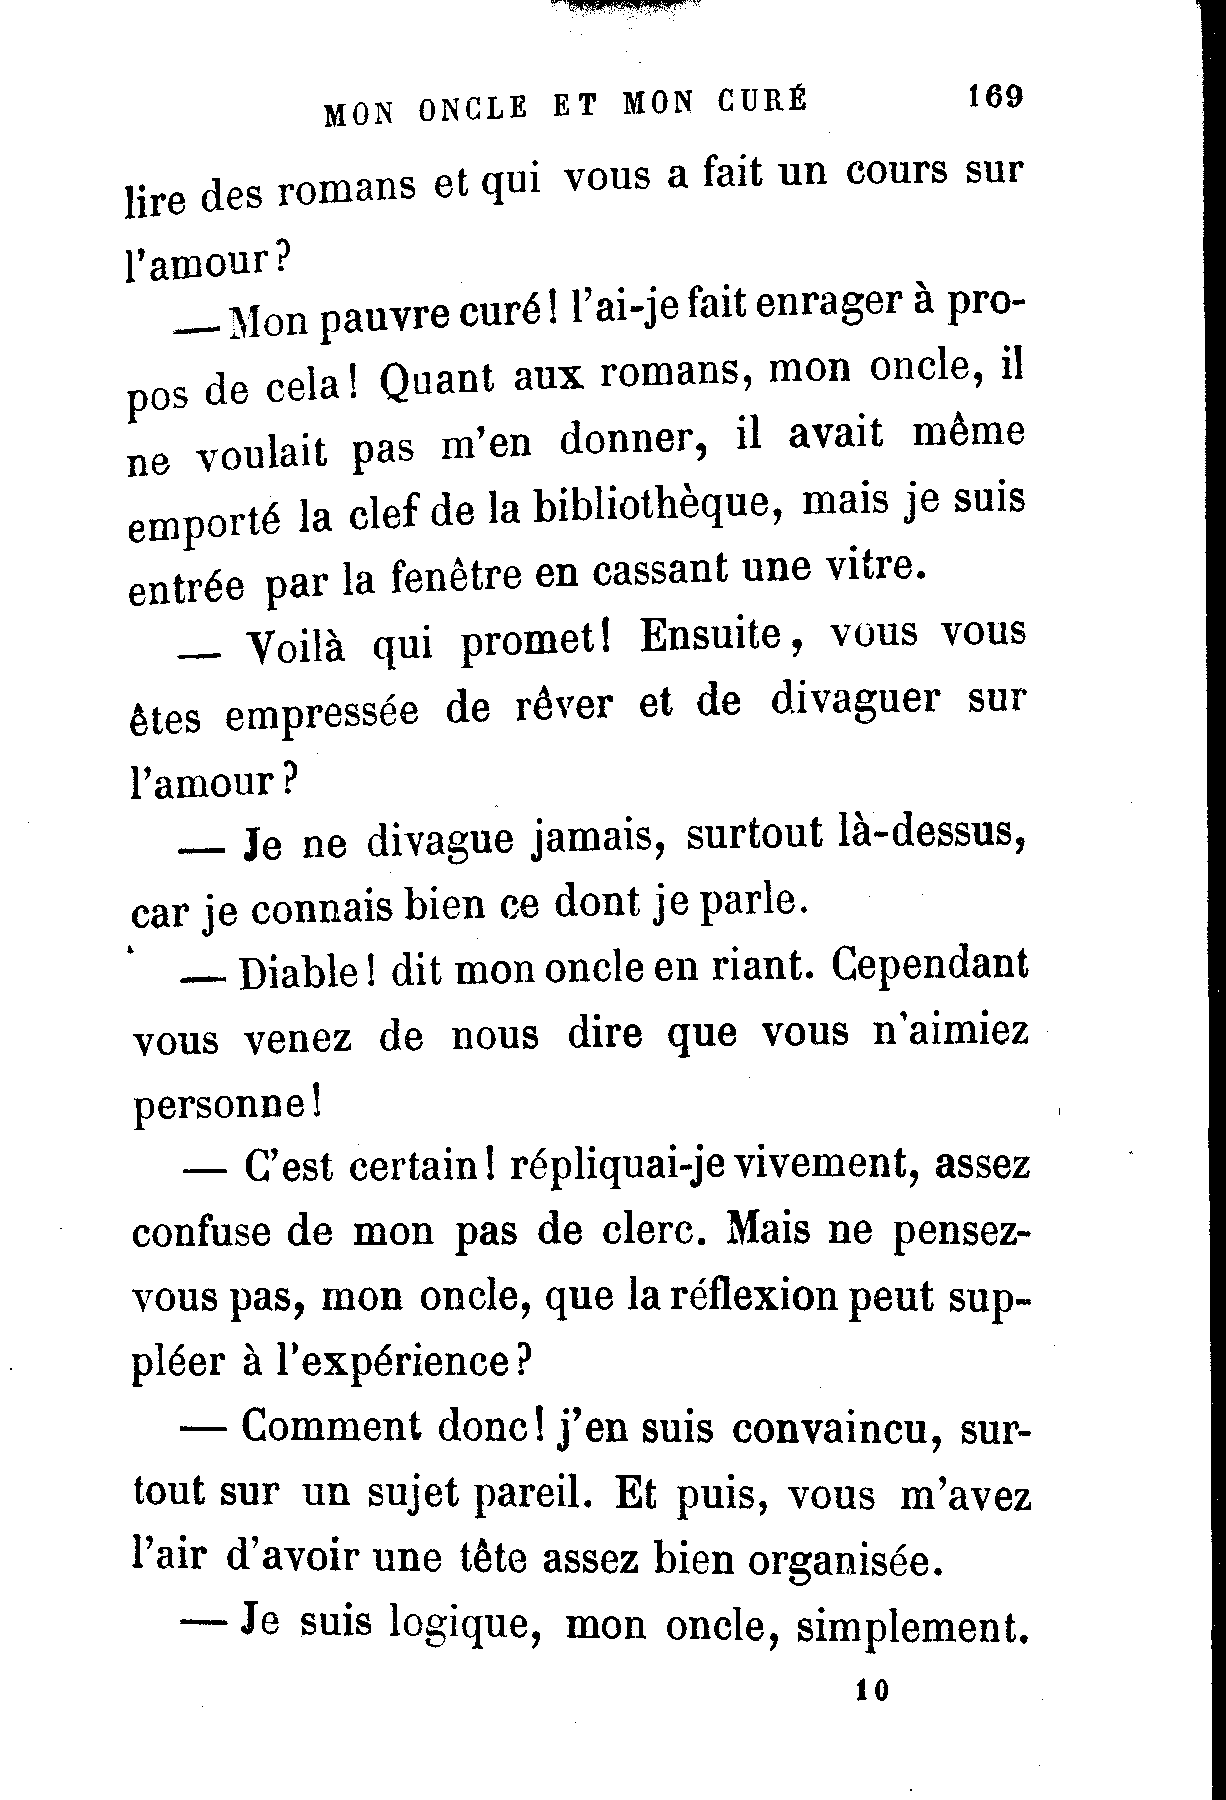 MON ONCLE ET MON CURÉ 169
lire des romans et qui vous a fait un cours sur
l'amour?
— Mon pauvre curé! l'ai-je fait enrager à pro-
pos de cela! Quant aux romans, mon oncle, il
ne voulait pas m'en donner, il avait même
emporté la clef de la bibliothèque, mais je suis
entrée par la fenêtre en cassant une vitre.
— Voilà qui promet! Ensuite, vous vous
êtes empressée de rêver et de divaguer sur
l'amour?
— Je ne divague jamais, surtout là-dessus,
car je connais bien ce dont je parle.
— Diable! dit mon oncle en riant. Cependant
vous venez de nous dire que vous n'aimiez
personne!
— C'est certain! répliquai-je vivement, assez
confuse de mon pas de clerc. Mais ne pensez-
vous pas, mon oncle, que la réflexion peut sup-
pléer à l'expérience?
— Comment donc! j'en suis convaincu, sur-
tout sur un sujet pareil. Et puis, vous m'avez
l'air d'avoir une tête assez bien organisée.
— Je suis logique, mon oncle, simplement.
10